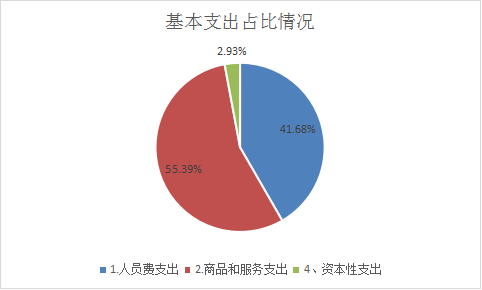 基本支出占比情况
2.93%
41.68%
55.39%
1.人员费支出 2.商品和服务支出 4、资本性支出